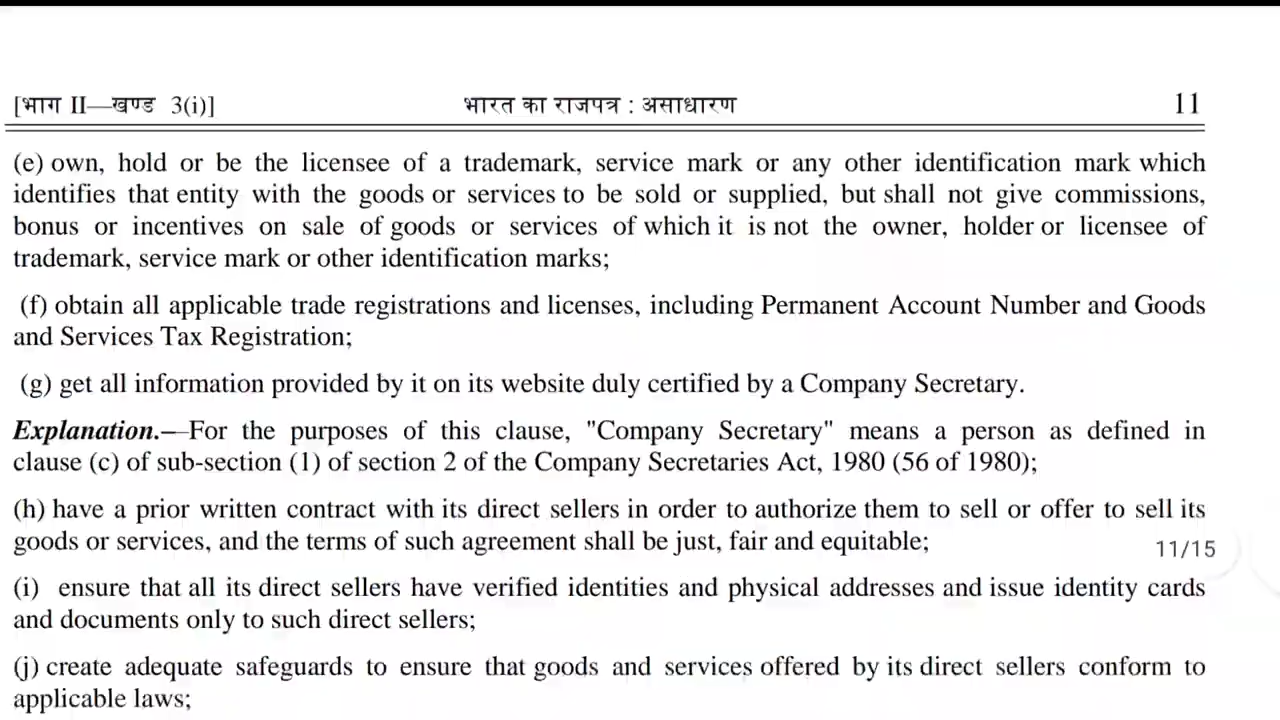 [भाग II—खण्ड 3(i)] भारत का राजपत्र : असाधारण 11
(e) own, hold or be the licensee of a trademark, service mark or any other identification mark which
identifies that entity with the goods or services to be sold or supplied, but shall not give commissions,
bonus or incentives on sale of goods or services of which it is not the owner, holder or licensee of
trademark, service mark or other identification marks;
(f) obtain all applicable trade registrations and licenses, including Permanent Account Number and Goods
and Services Tax Registration;
(g) get all information provided by it on its website duly certified by a Company Secretary.
Explanation.—For the purposes of this clause, "Company Secretary" means a person as defined in
clause (c) of sub-section (1) of section 2 of the Company Secretaries Act, 1980 (56 of 1980);
(h) have a prior written contract with its direct sellers in order to authorize them to sell or offer to sell its
goods or services, and the terms of such agreement shall be just, fair and equitable;
11/15
(i) ensure that all its direct sellers have verified identities and physical addresses and issue identity cards
and documents only to such direct sellers;
(j) create adequate safeguards to ensure that goods and services offered by its direct sellers conform to
applicable laws;